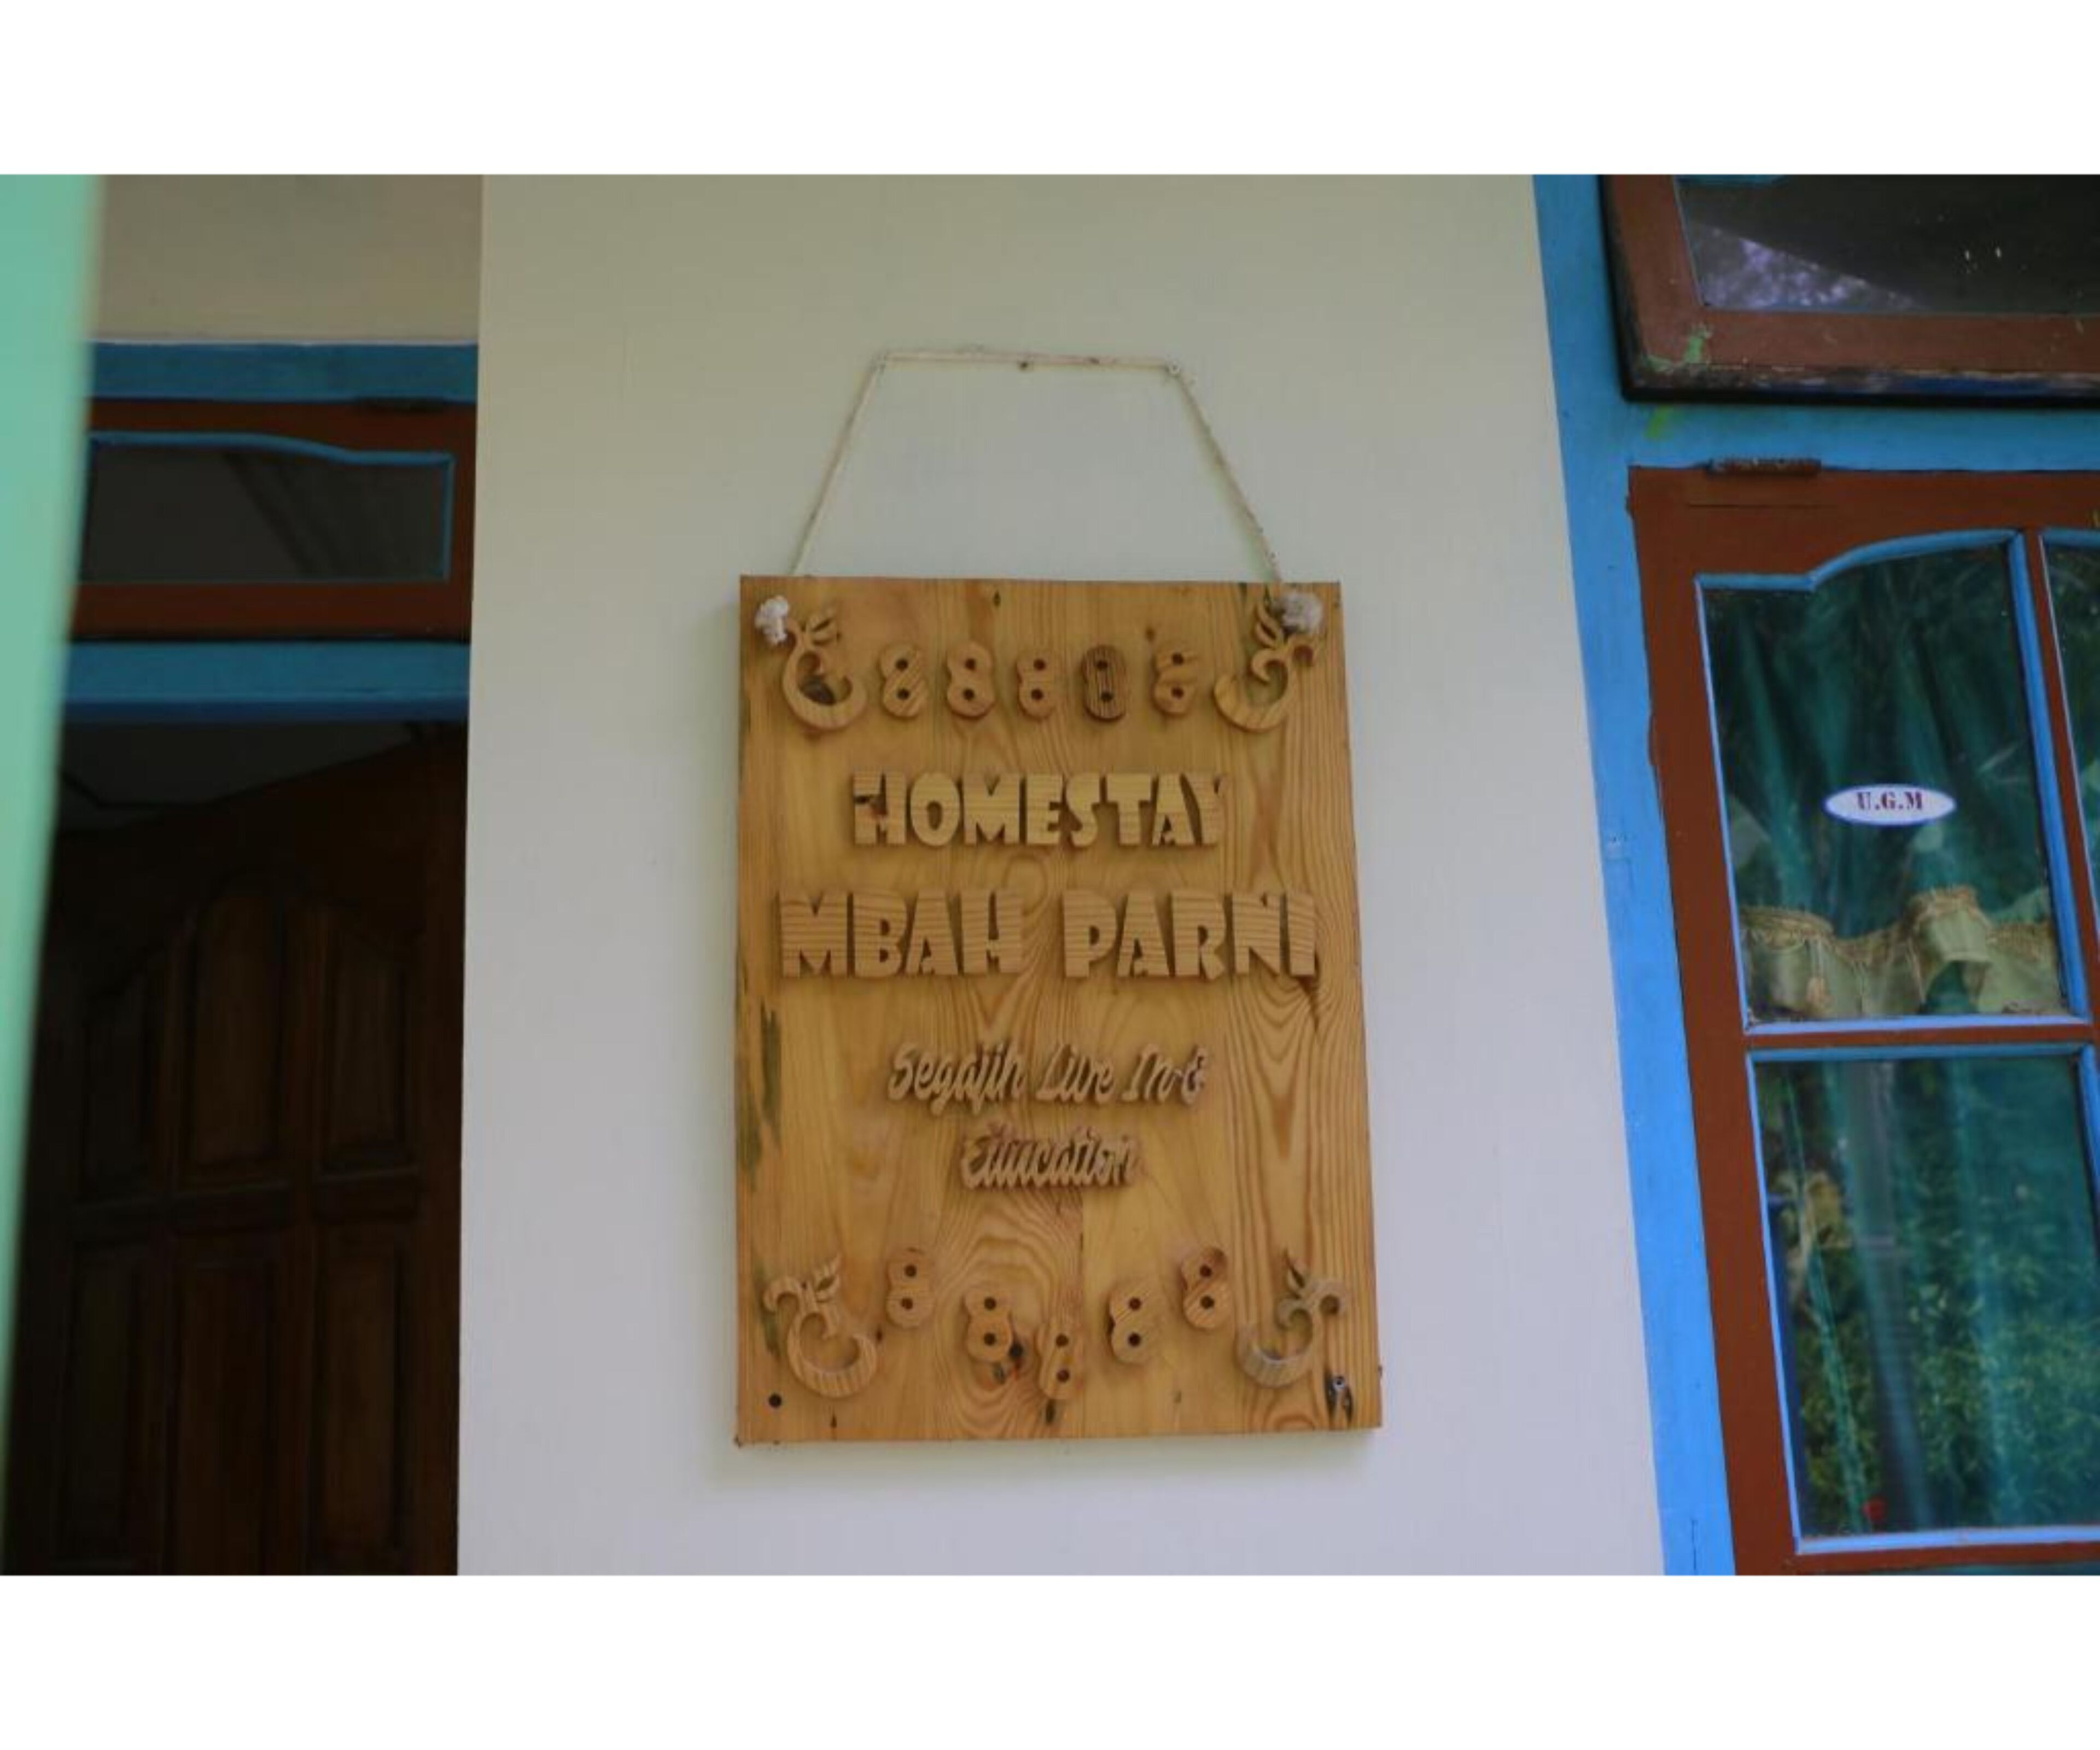 HOMESTAY
MBAH PARNI
Segajih Live In &
Education
U.G.M